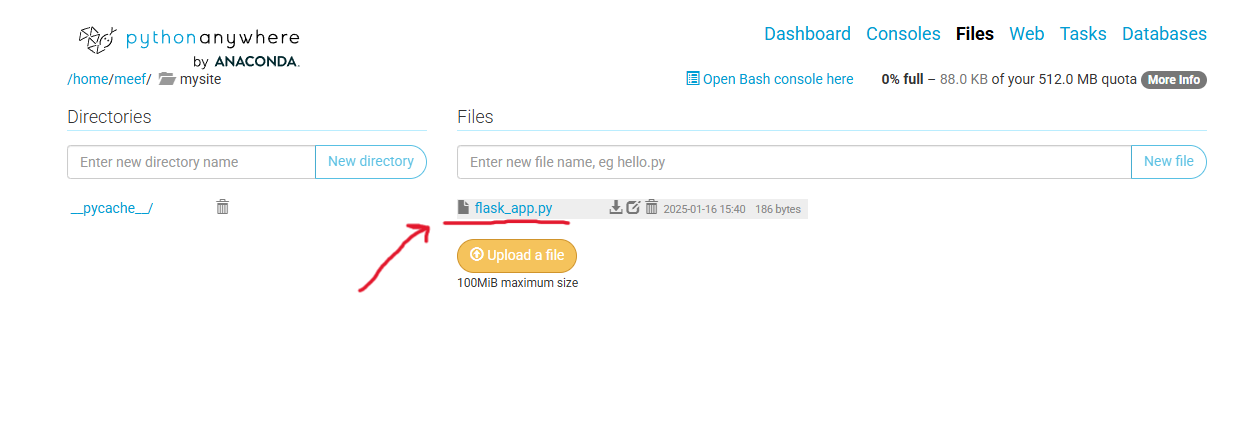 pythonanywhere
by ANACONDA.
Dashboard Consoles Files Web Tasks Databases
/home/meef/ mysite
Open Bash console here
0% full – 88.0 KB of your 512.0 MB quota More Info
Directories
Enter new directory name New directory
__pycache__/
Files
Enter new file name, eg hello.py New file
flask_app.py 2025-01-16 15:40 186 bytes
Upload a file
100MiB maximum size